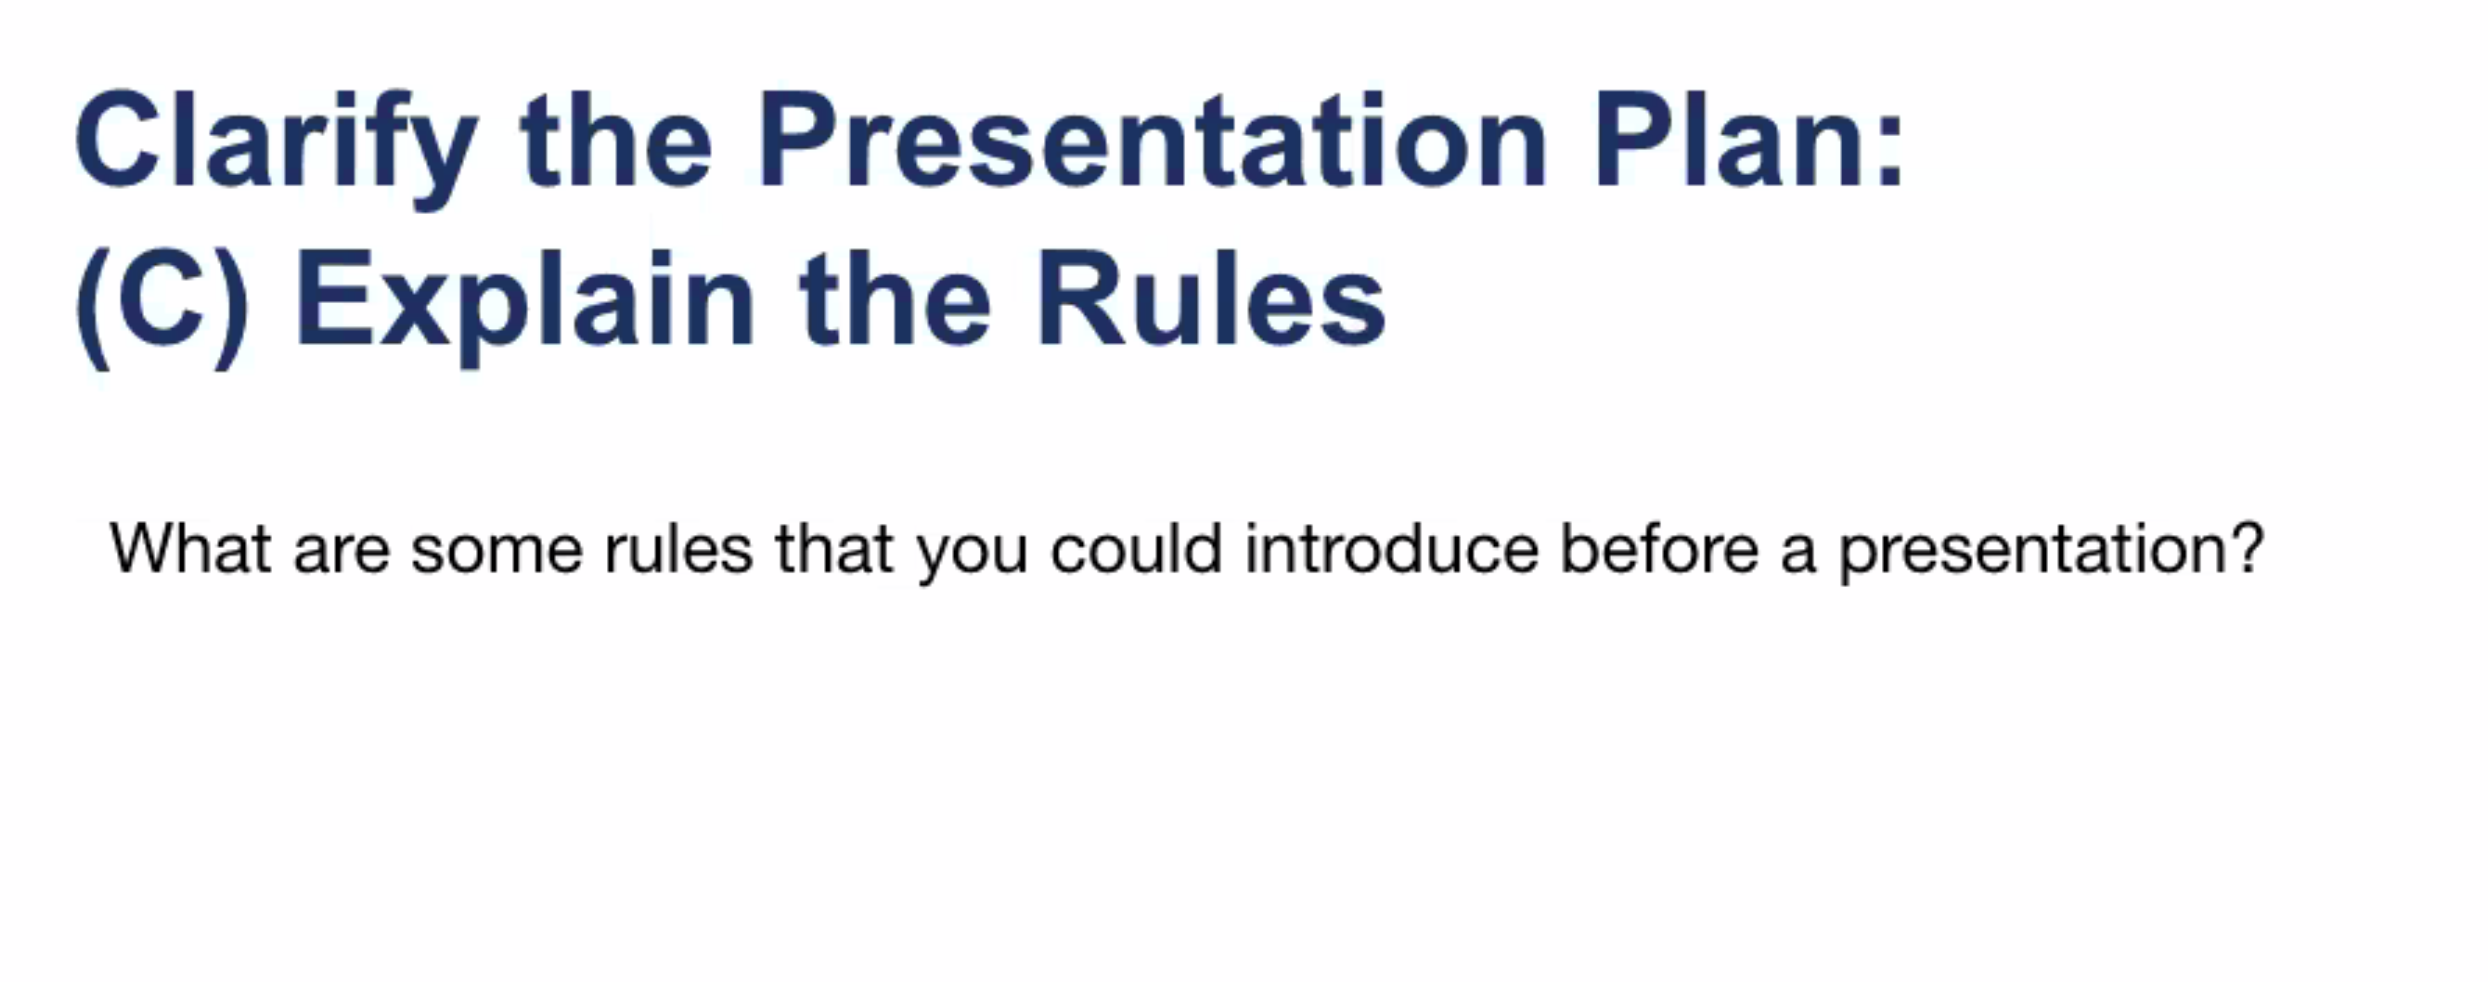 Clarify the Presentation Plan:
(C) Explain the Rules
What are some rules that you could introduce before a presentation?